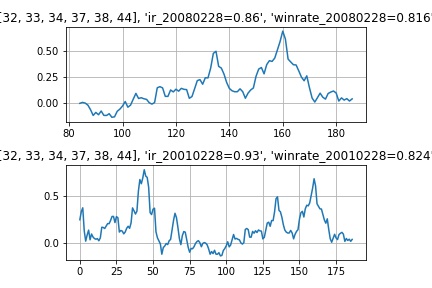 [32, 33, 34, 37, 38, 44], 'ir_20080228=0.86', 'winrate_20080228=0.816'
0.50
0.25
0.00
80 100 120 140 160 180
[32, 33, 34, 37, 38, 44], 'ir_20010228=0.93', 'winrate_20010228=0.824'
0.5
0.0
0 25 50 75 100 125 150 175